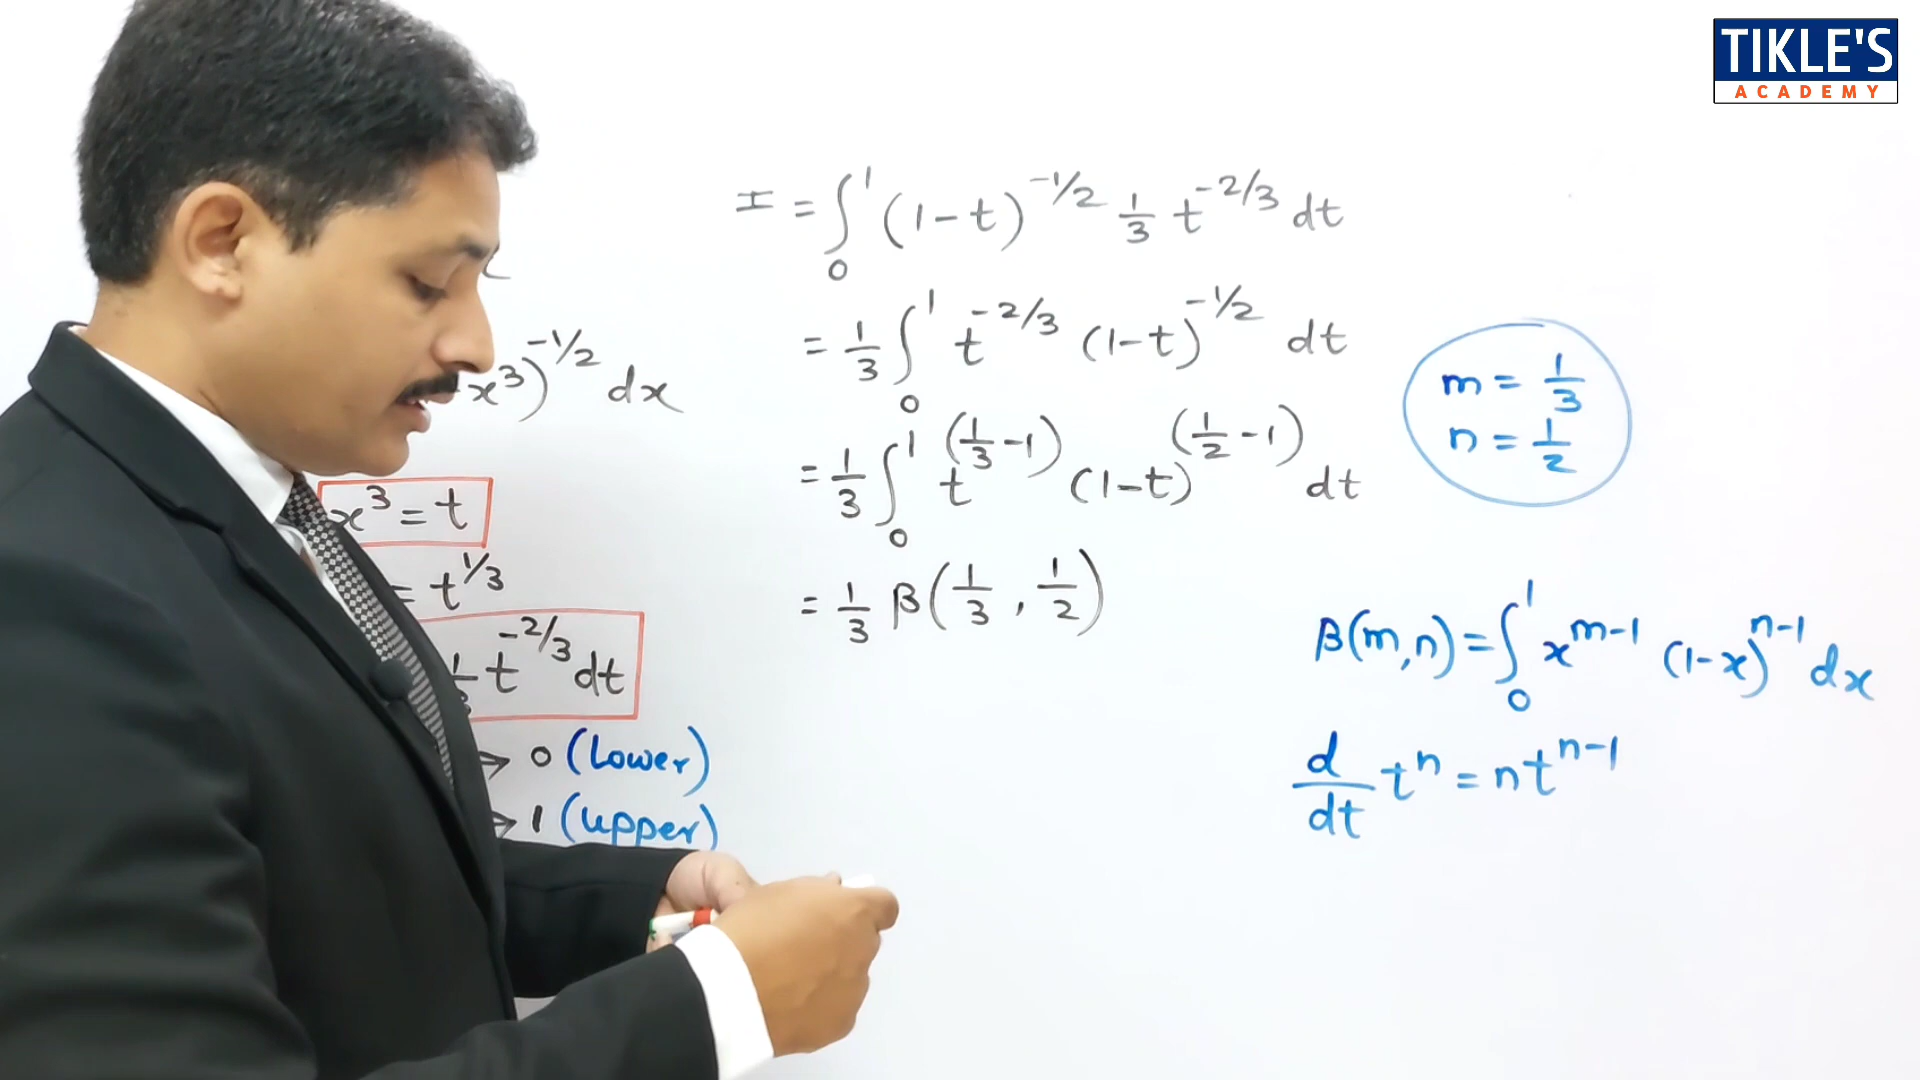 TIKLE'S
ACADEMY
x³)^{-1/2} dx
x³ = t
= t^{1/3}
t^{-2/3} dt
→ 0 (Lower)
→ 1 (upper)
I = ∫₀¹ (1-t)^{-1/2} 1/3 t^{-2/3} dt
= 1/3 ∫₀¹ t^{-2/3} (1-t)^{-1/2} dt
= 1/3 ∫₀¹ t^{(1/3 -1)} (1-t)^{(1/2 -1)} dt
= 1/3 β(1/3 , 1/2)
m = 1/3
n = 1/2
β(m,n) = ∫₀¹ x^{m-1} (1-x)^{n-1} dx
d/dt t^n = n t^{n-1}